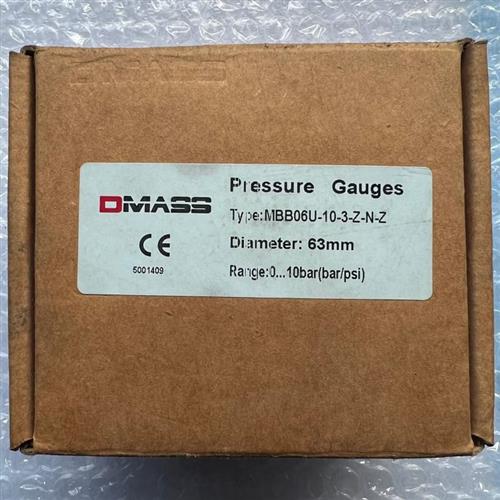 DMASS
CE
5001409
Pressure Gauges
Type:MBB06U-10-3-Z-N-Z
Diameter: 63mm
Range:0...10bar(bar/psi)